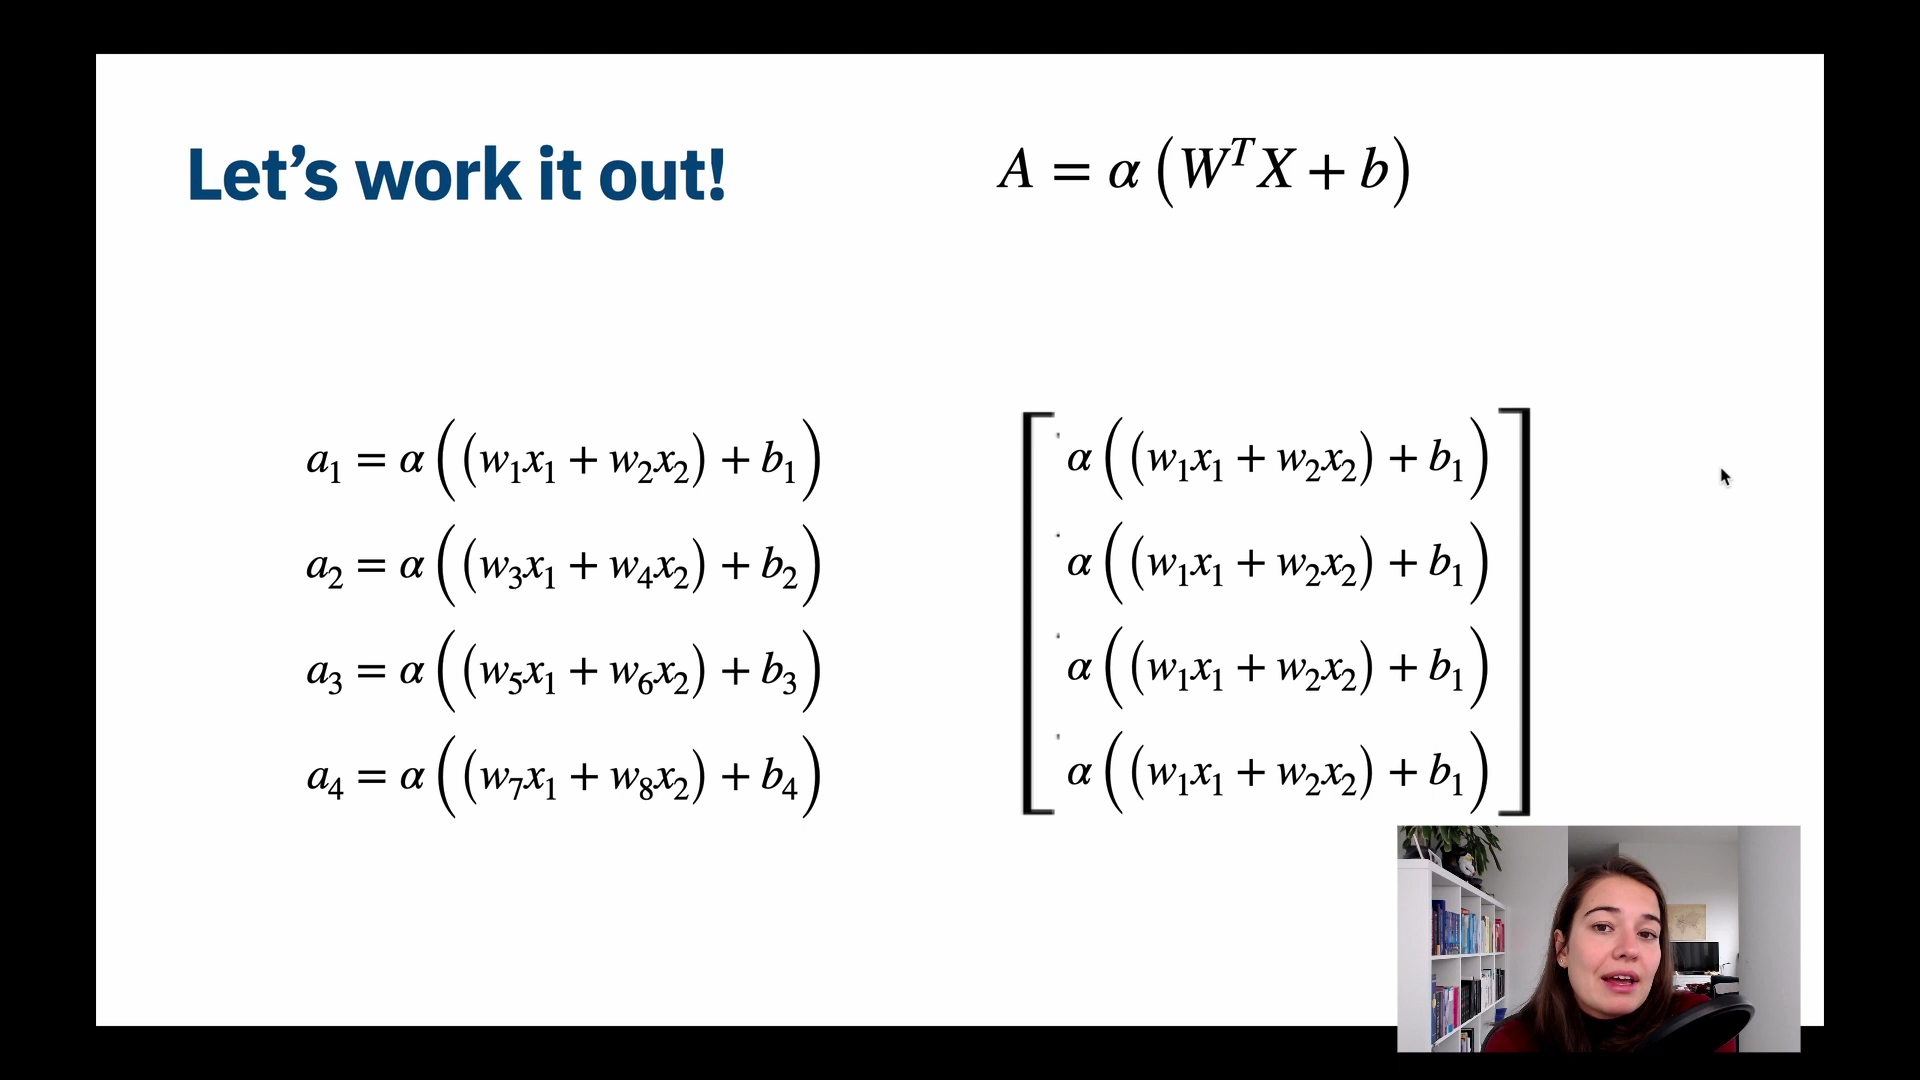 Let's work it out!
A = α (WᵀX + b)
a₁ = α ((w₁x₁ + w₂x₂) + b₁)
a₂ = α ((w₃x₁ + w₄x₂) + b₂)
a₃ = α ((w₅x₁ + w₆x₂) + b₃)
a₄ = α ((w₇x₁ + w₈x₂) + b₄)
α ((w₁x₁ + w₂x₂) + b₁)
α ((w₁x₁ + w₂x₂) + b₁)
α ((w₁x₁ + w₂x₂) + b₁)
α ((w₁x₁ + w₂x₂) + b₁)